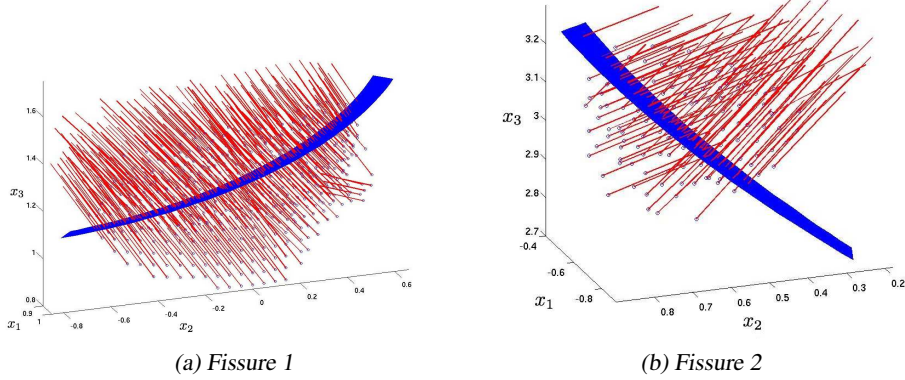 1.6
1.4
x₃
1.2
1
0.8
0.9
x₁ 1 -0.8 -0.6 -0.4 -0.2 0 0.2 0.4 0.6
x₂
(a) Fissure 1
3.2
3.1
x₃ 3
2.9
2.8
2.7
-0.4
-0.6
x₁ -0.8
0.8 0.7 0.6 0.5 0.4 0.3 0.2
x₂
(b) Fissure 2